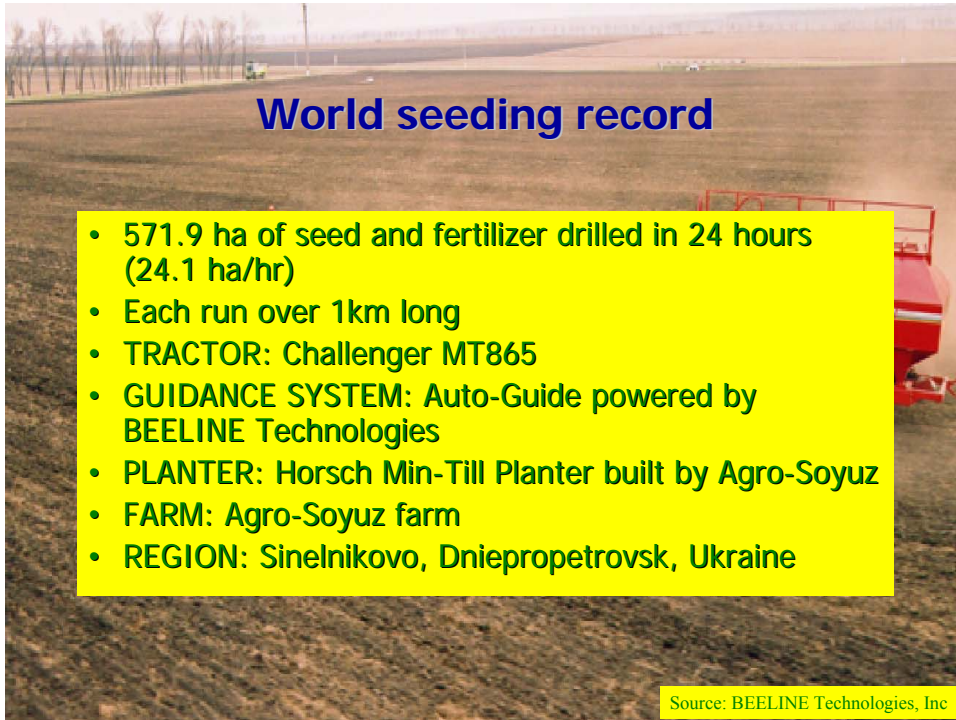 World seeding record
• 571.9 ha of seed and fertilizer drilled in 24 hours
(24.1 ha/hr)
• Each run over 1km long
• TRACTOR: Challenger MT865
• GUIDANCE SYSTEM: Auto-Guide powered by
BEELINE Technologies
• PLANTER: Horsch Min-Till Planter built by Agro-Soyuz
• FARM: Agro-Soyuz farm
• REGION: Sinelnikovo, Dniepropetrovsk, Ukraine
Source: BEELINE Technologies, Inc